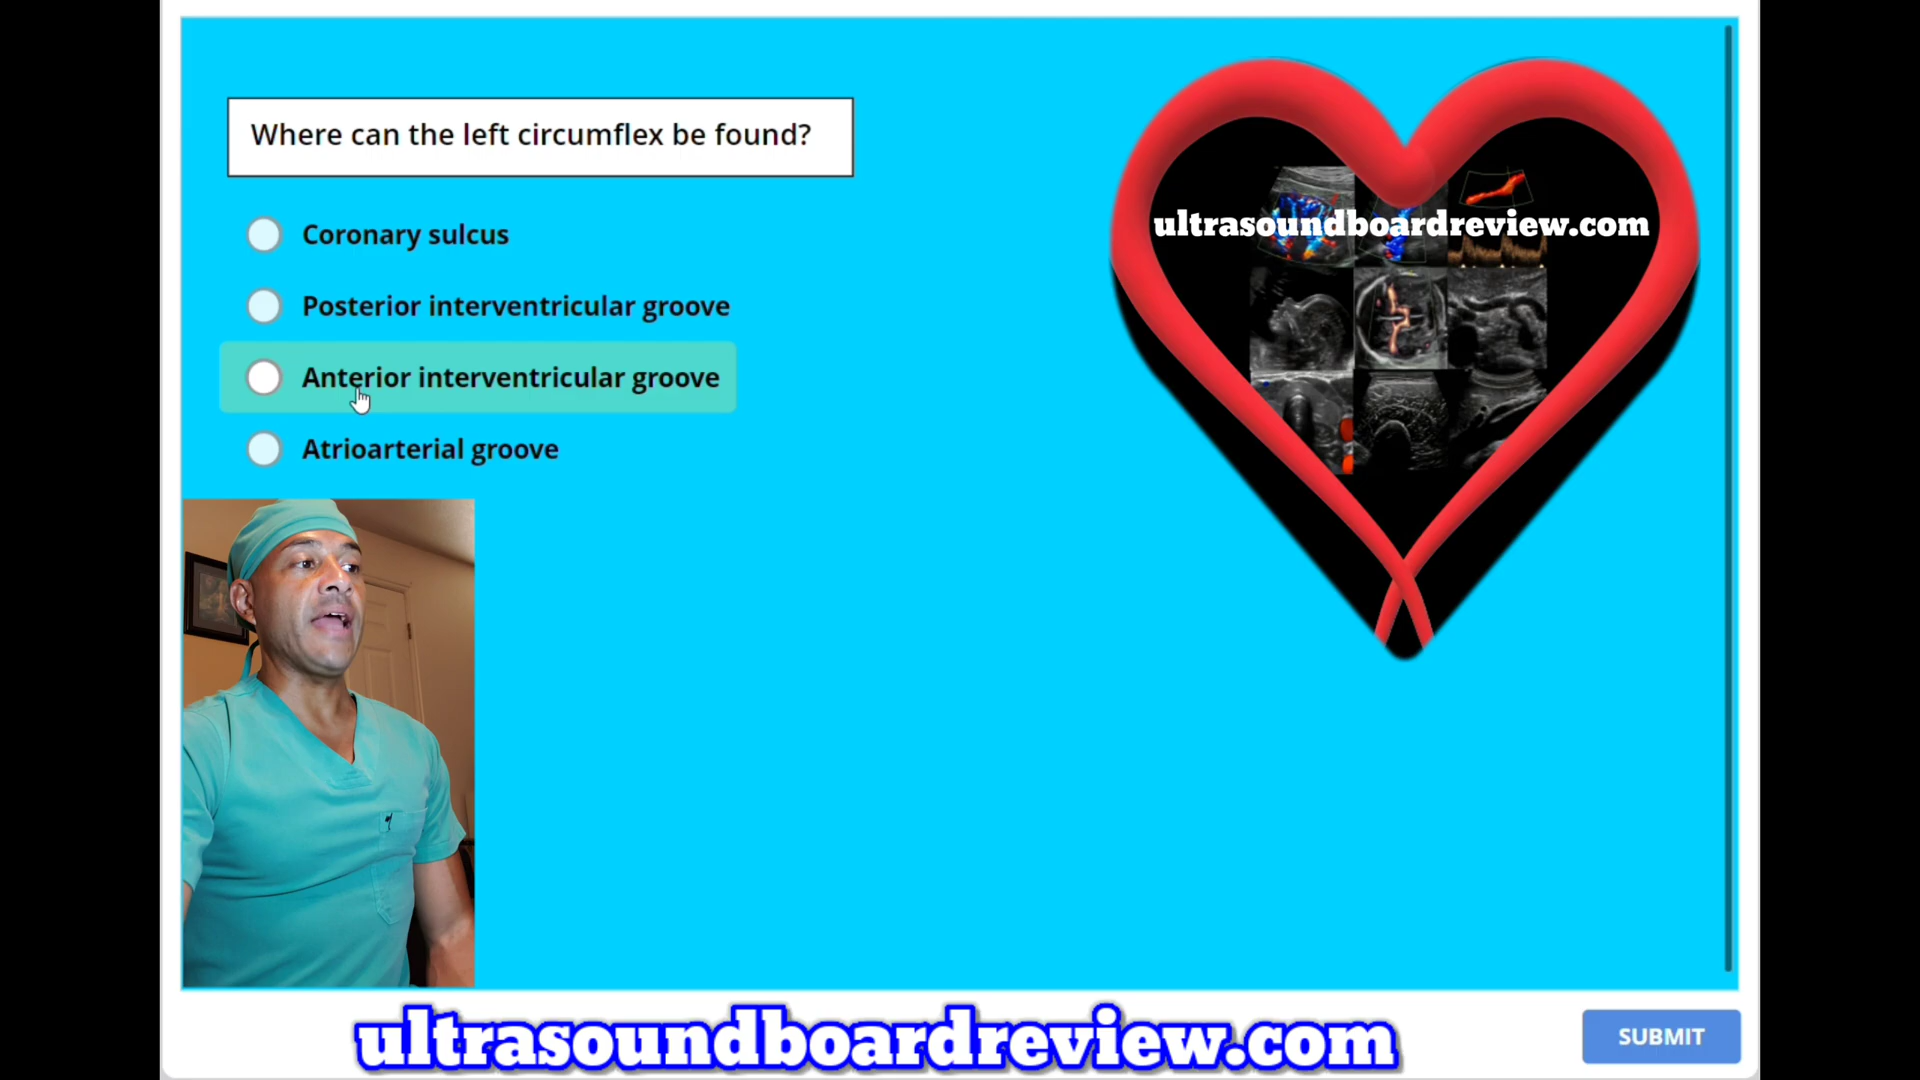 Where can the left circumflex be found?
Coronary sulcus
Posterior interventricular groove
Anterior interventricular groove
Atrioarterial groove
ultrasoundboardreview.com
ultrasoundboardreview.com
SUBMIT